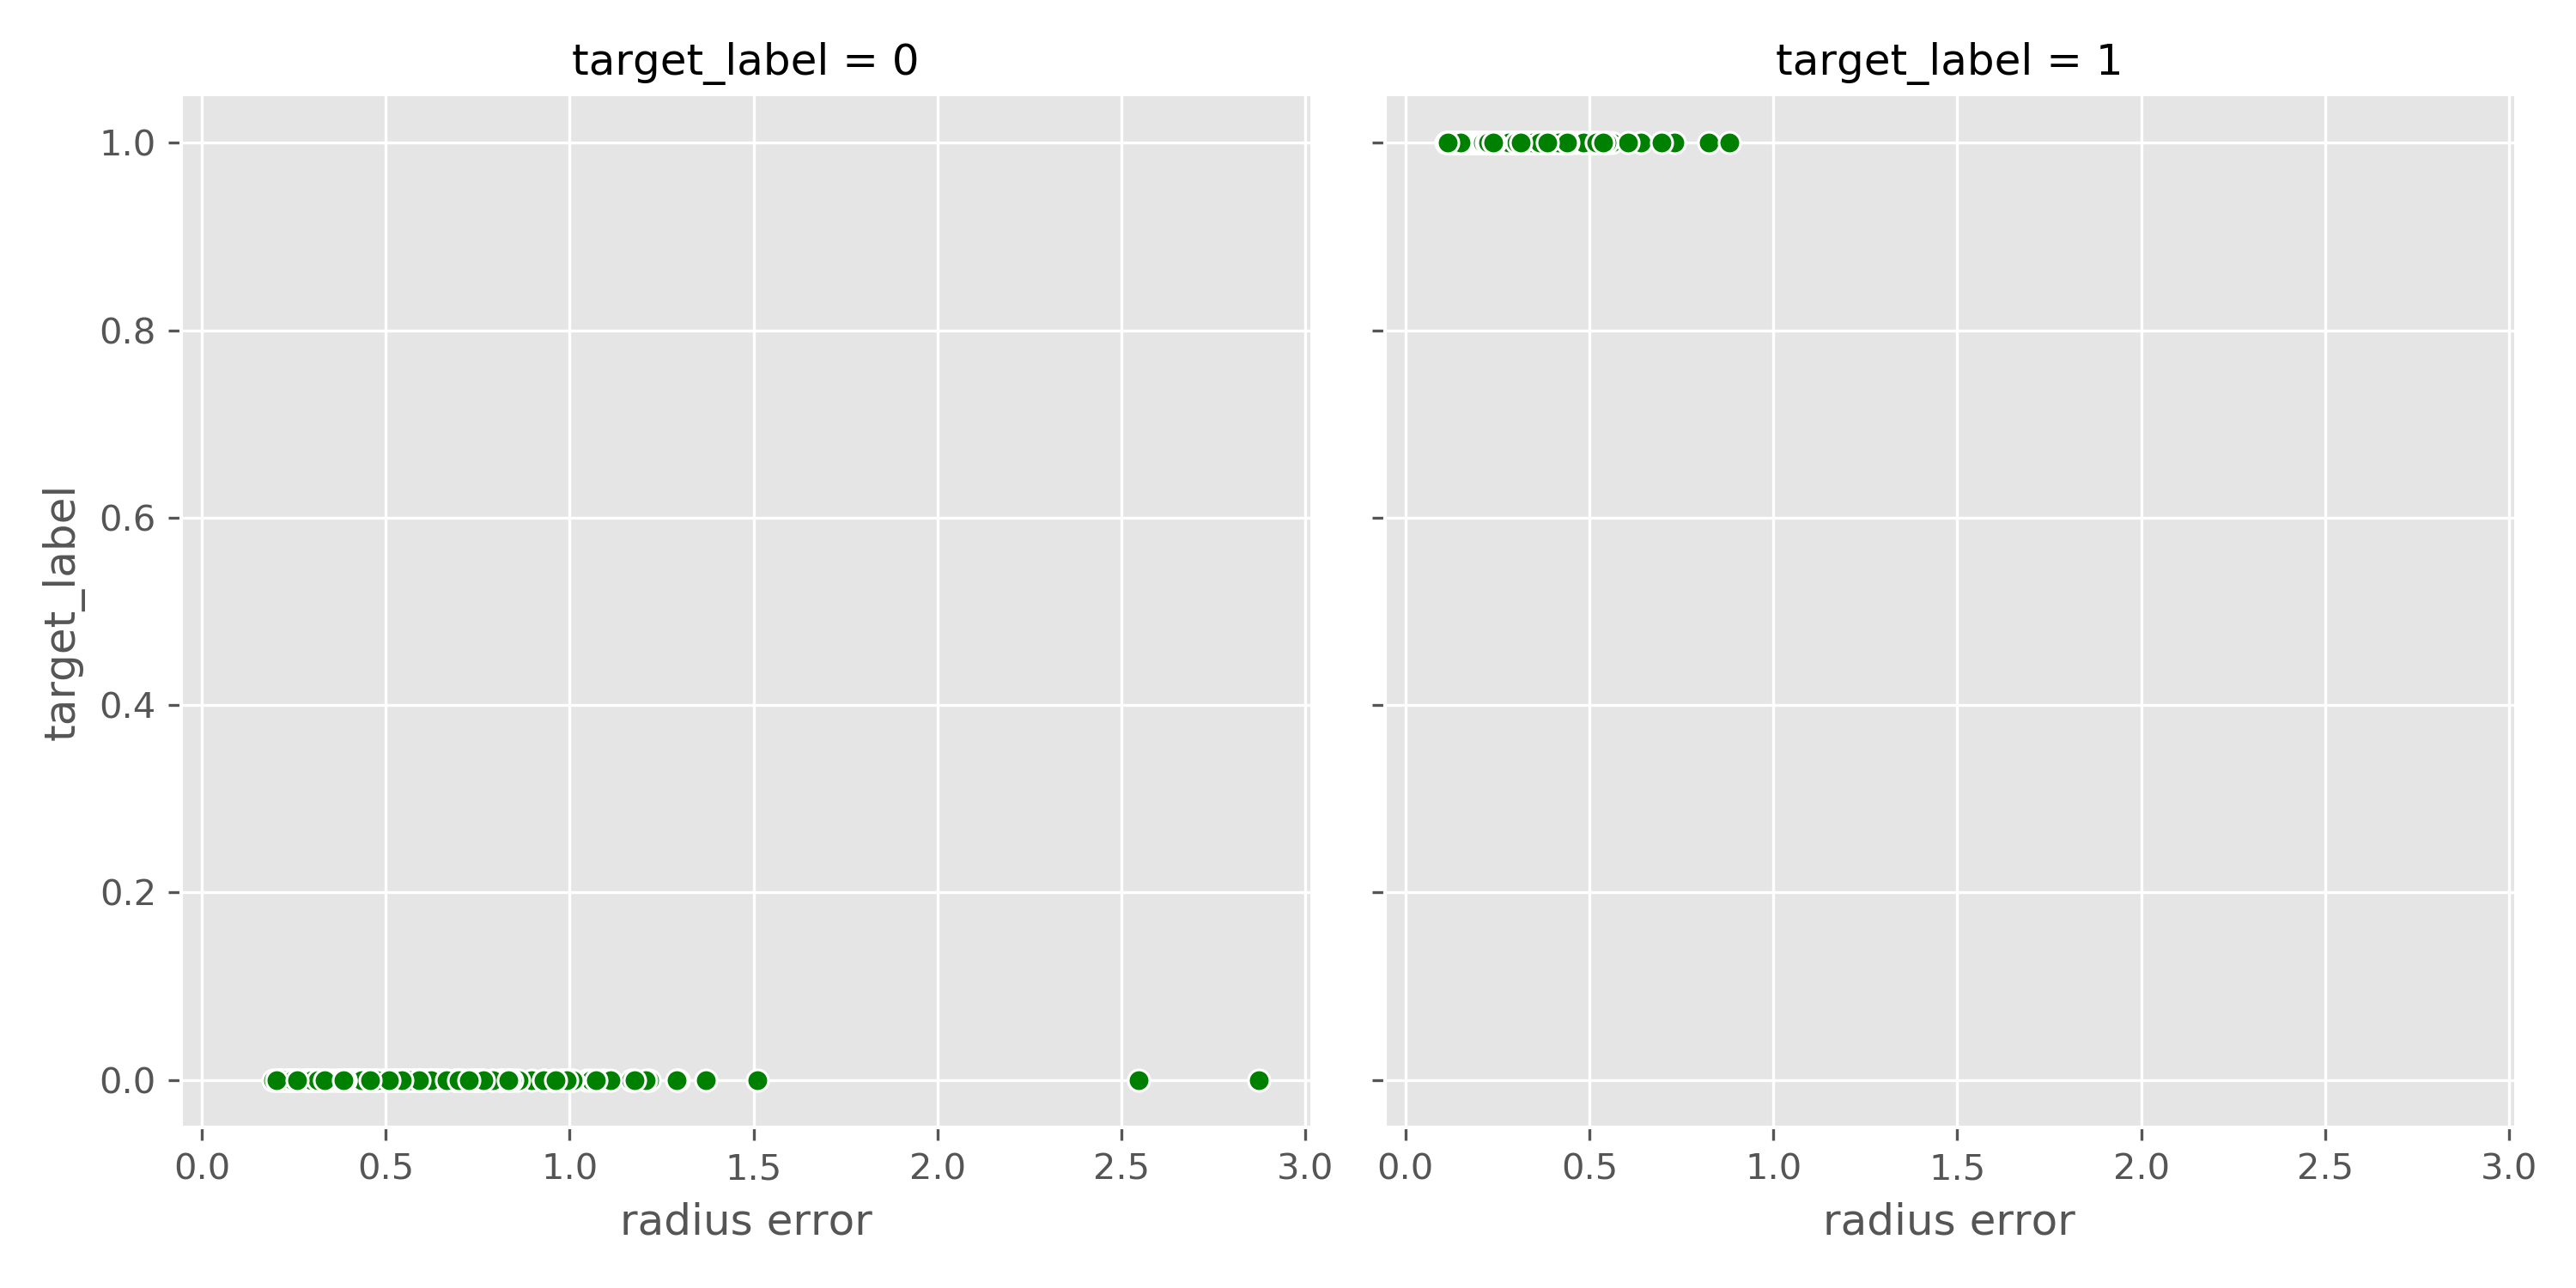 target_label = 0
target_label = 1
1.0
0.8
0.6
0.4
0.2
0.0
target_label
0.0 0.5 1.0 1.5 2.0 2.5 3.0
0.0 0.5 1.0 1.5 2.0 2.5 3.0
radius error
radius error